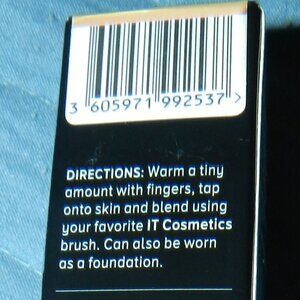 3 605971 992537 >
DIRECTIONS: Warm a tiny
amount with fingers, tap
onto skin and blend using
your favorite IT Cosmetics
brush. Can also be worn
as a foundation.